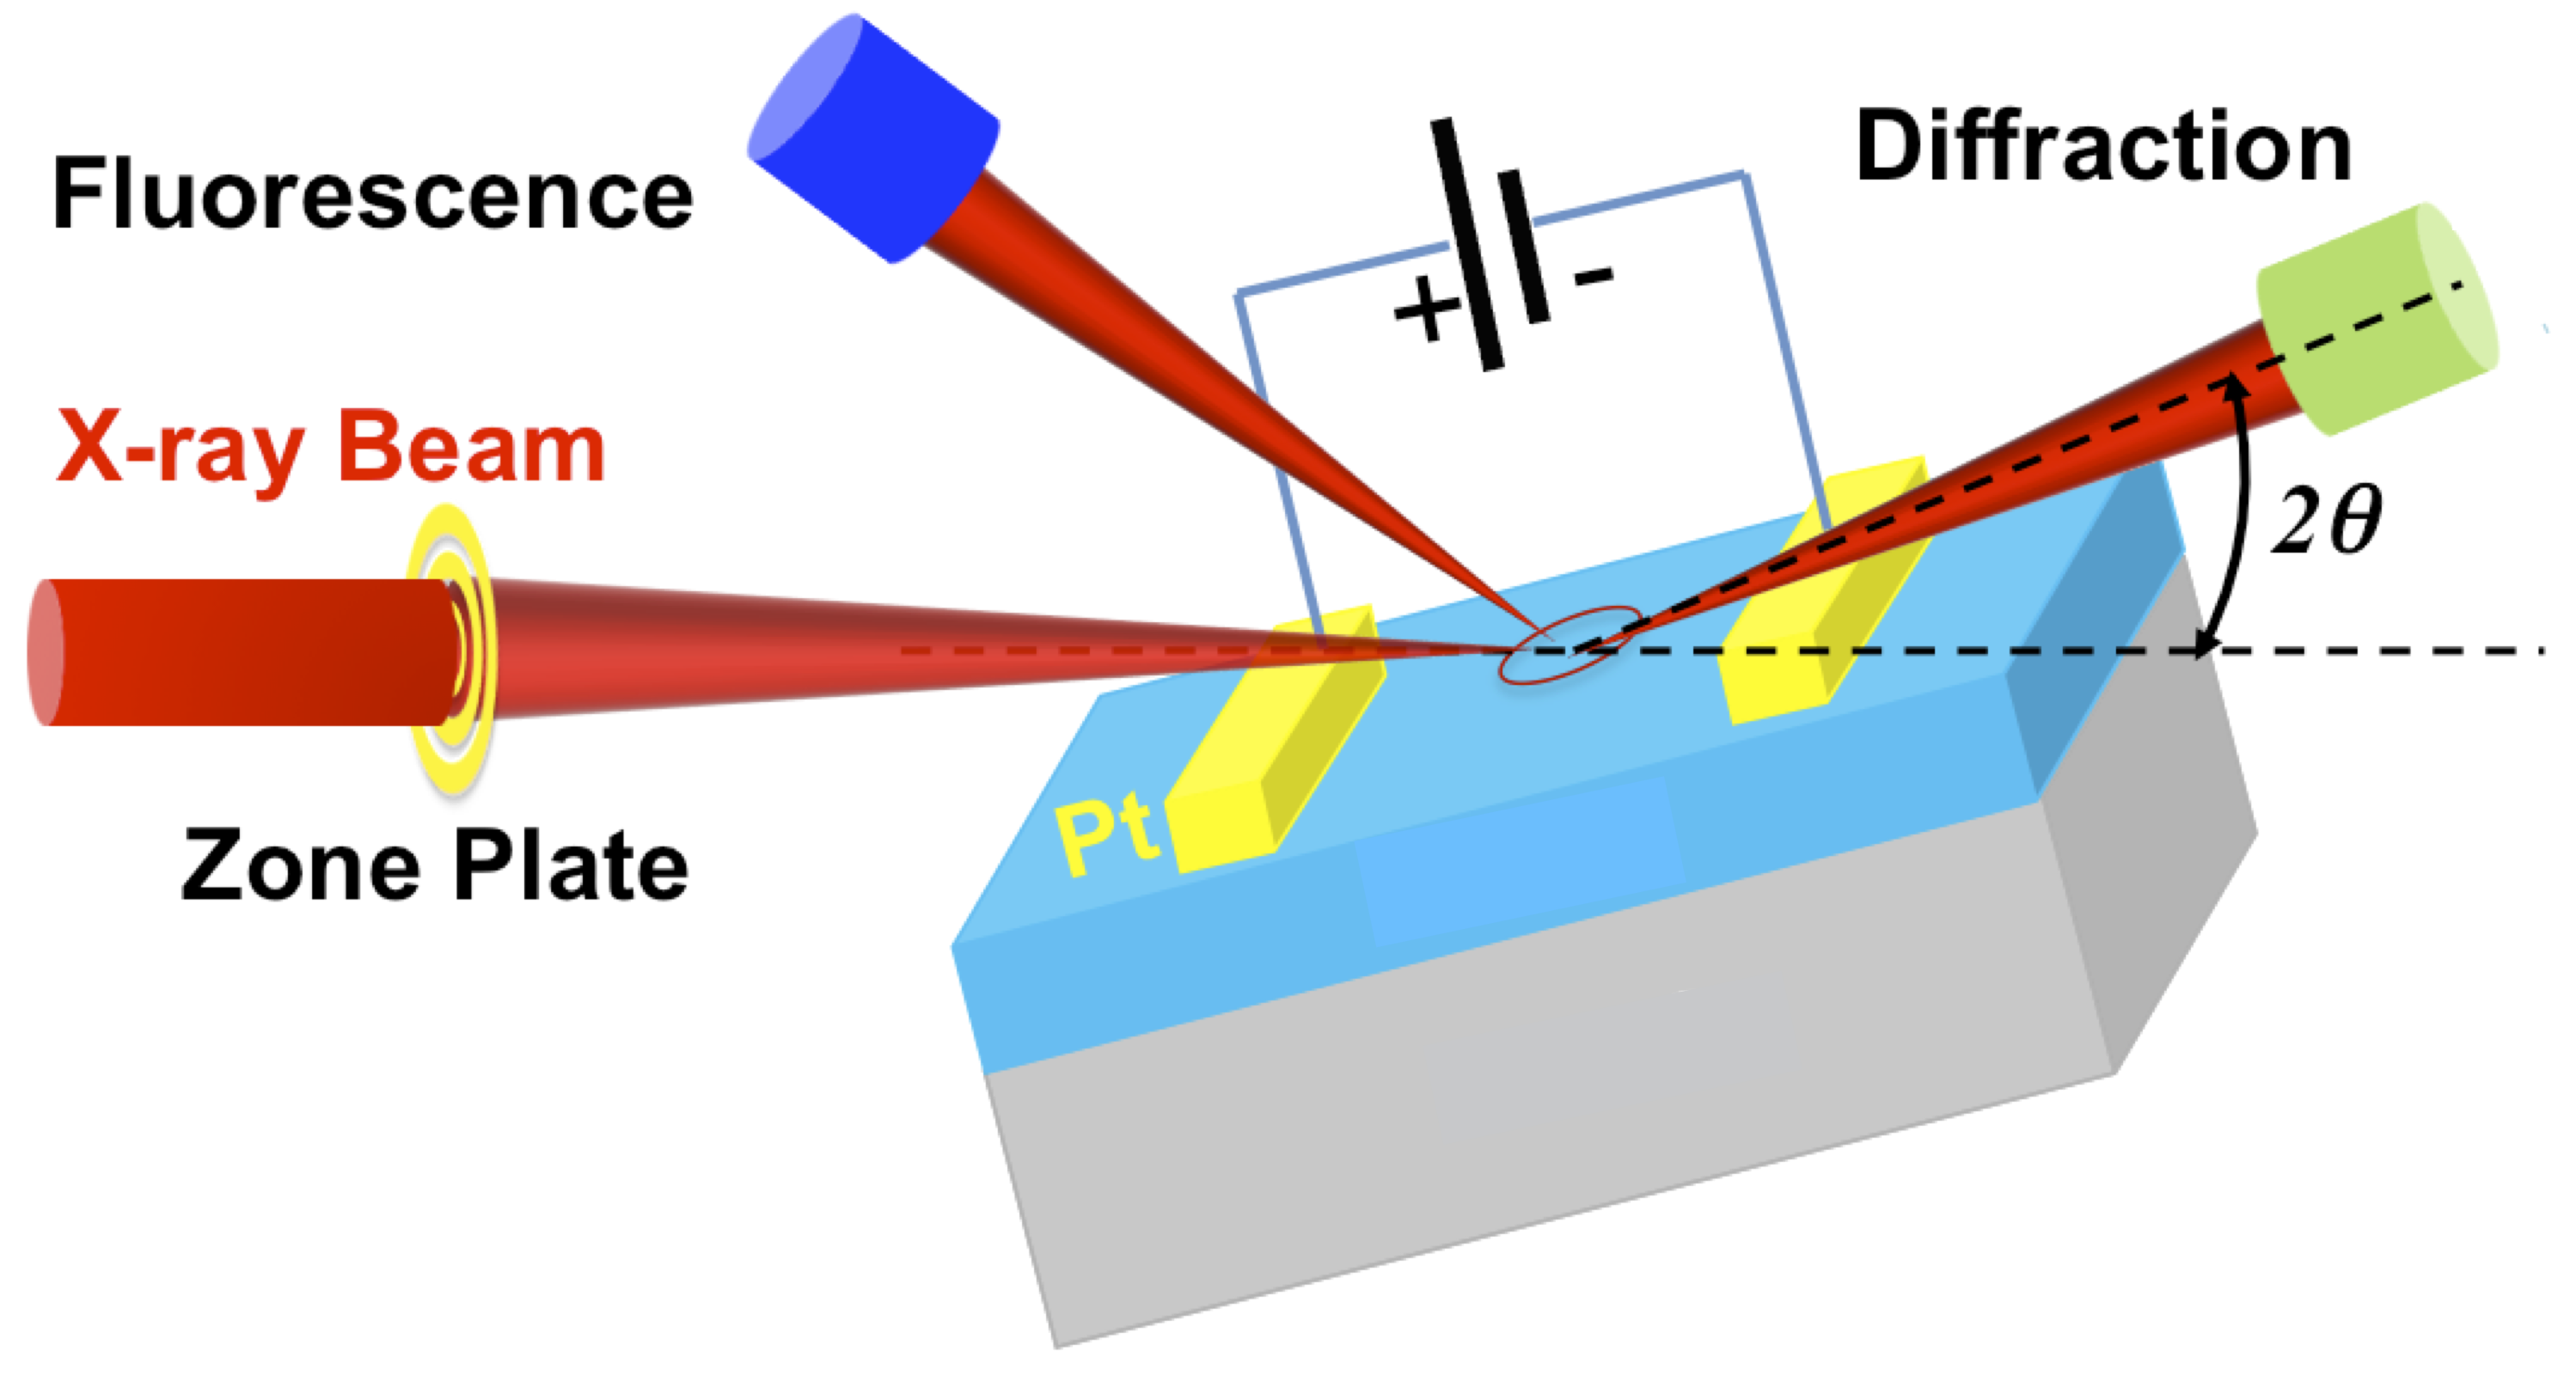 Fluorescence
Diffraction
+ -
X-ray Beam
2θ
Pt
Zone Plate